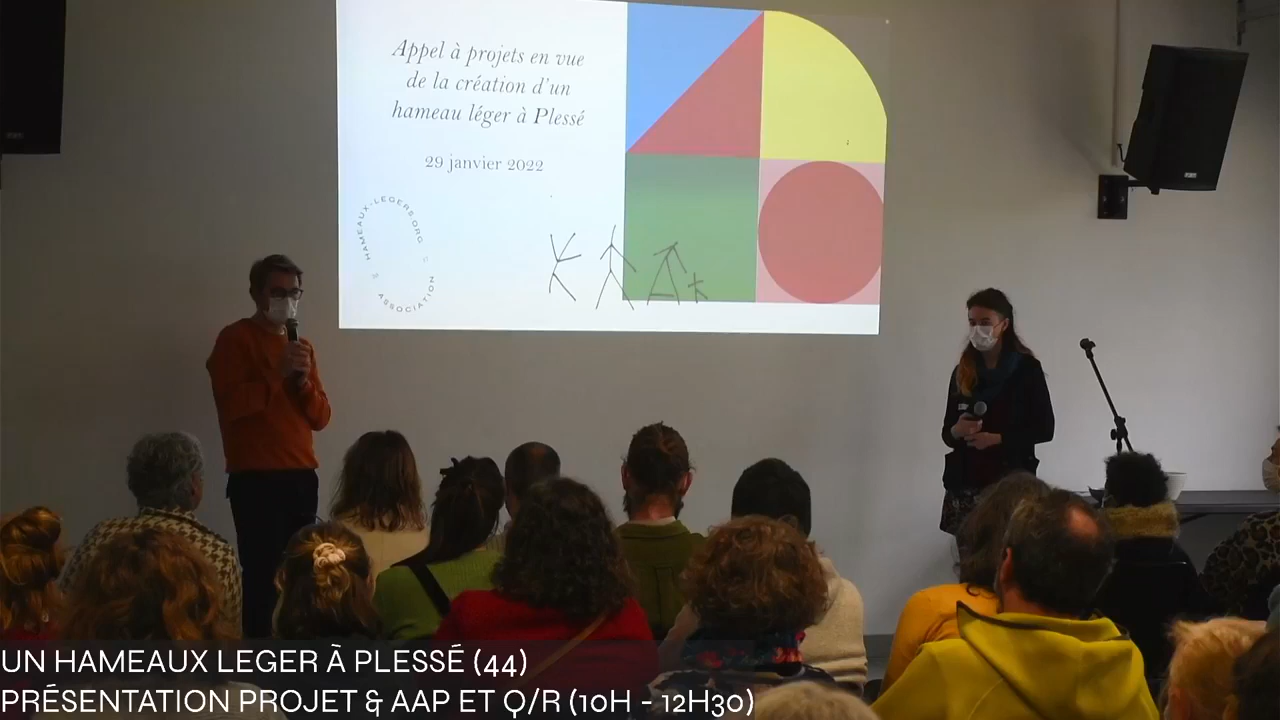 Appel à projets en vue
de la création d'un
hameau léger à Plessé
29 janvier 2022
HAMEAUX-LEGERS.ORG
ASSOCIATION
UN HAMEAUX LEGER À PLESSÉ (44)
PRÉSENTATION PROJET & AAP ET Q/R (10H - 12H30)